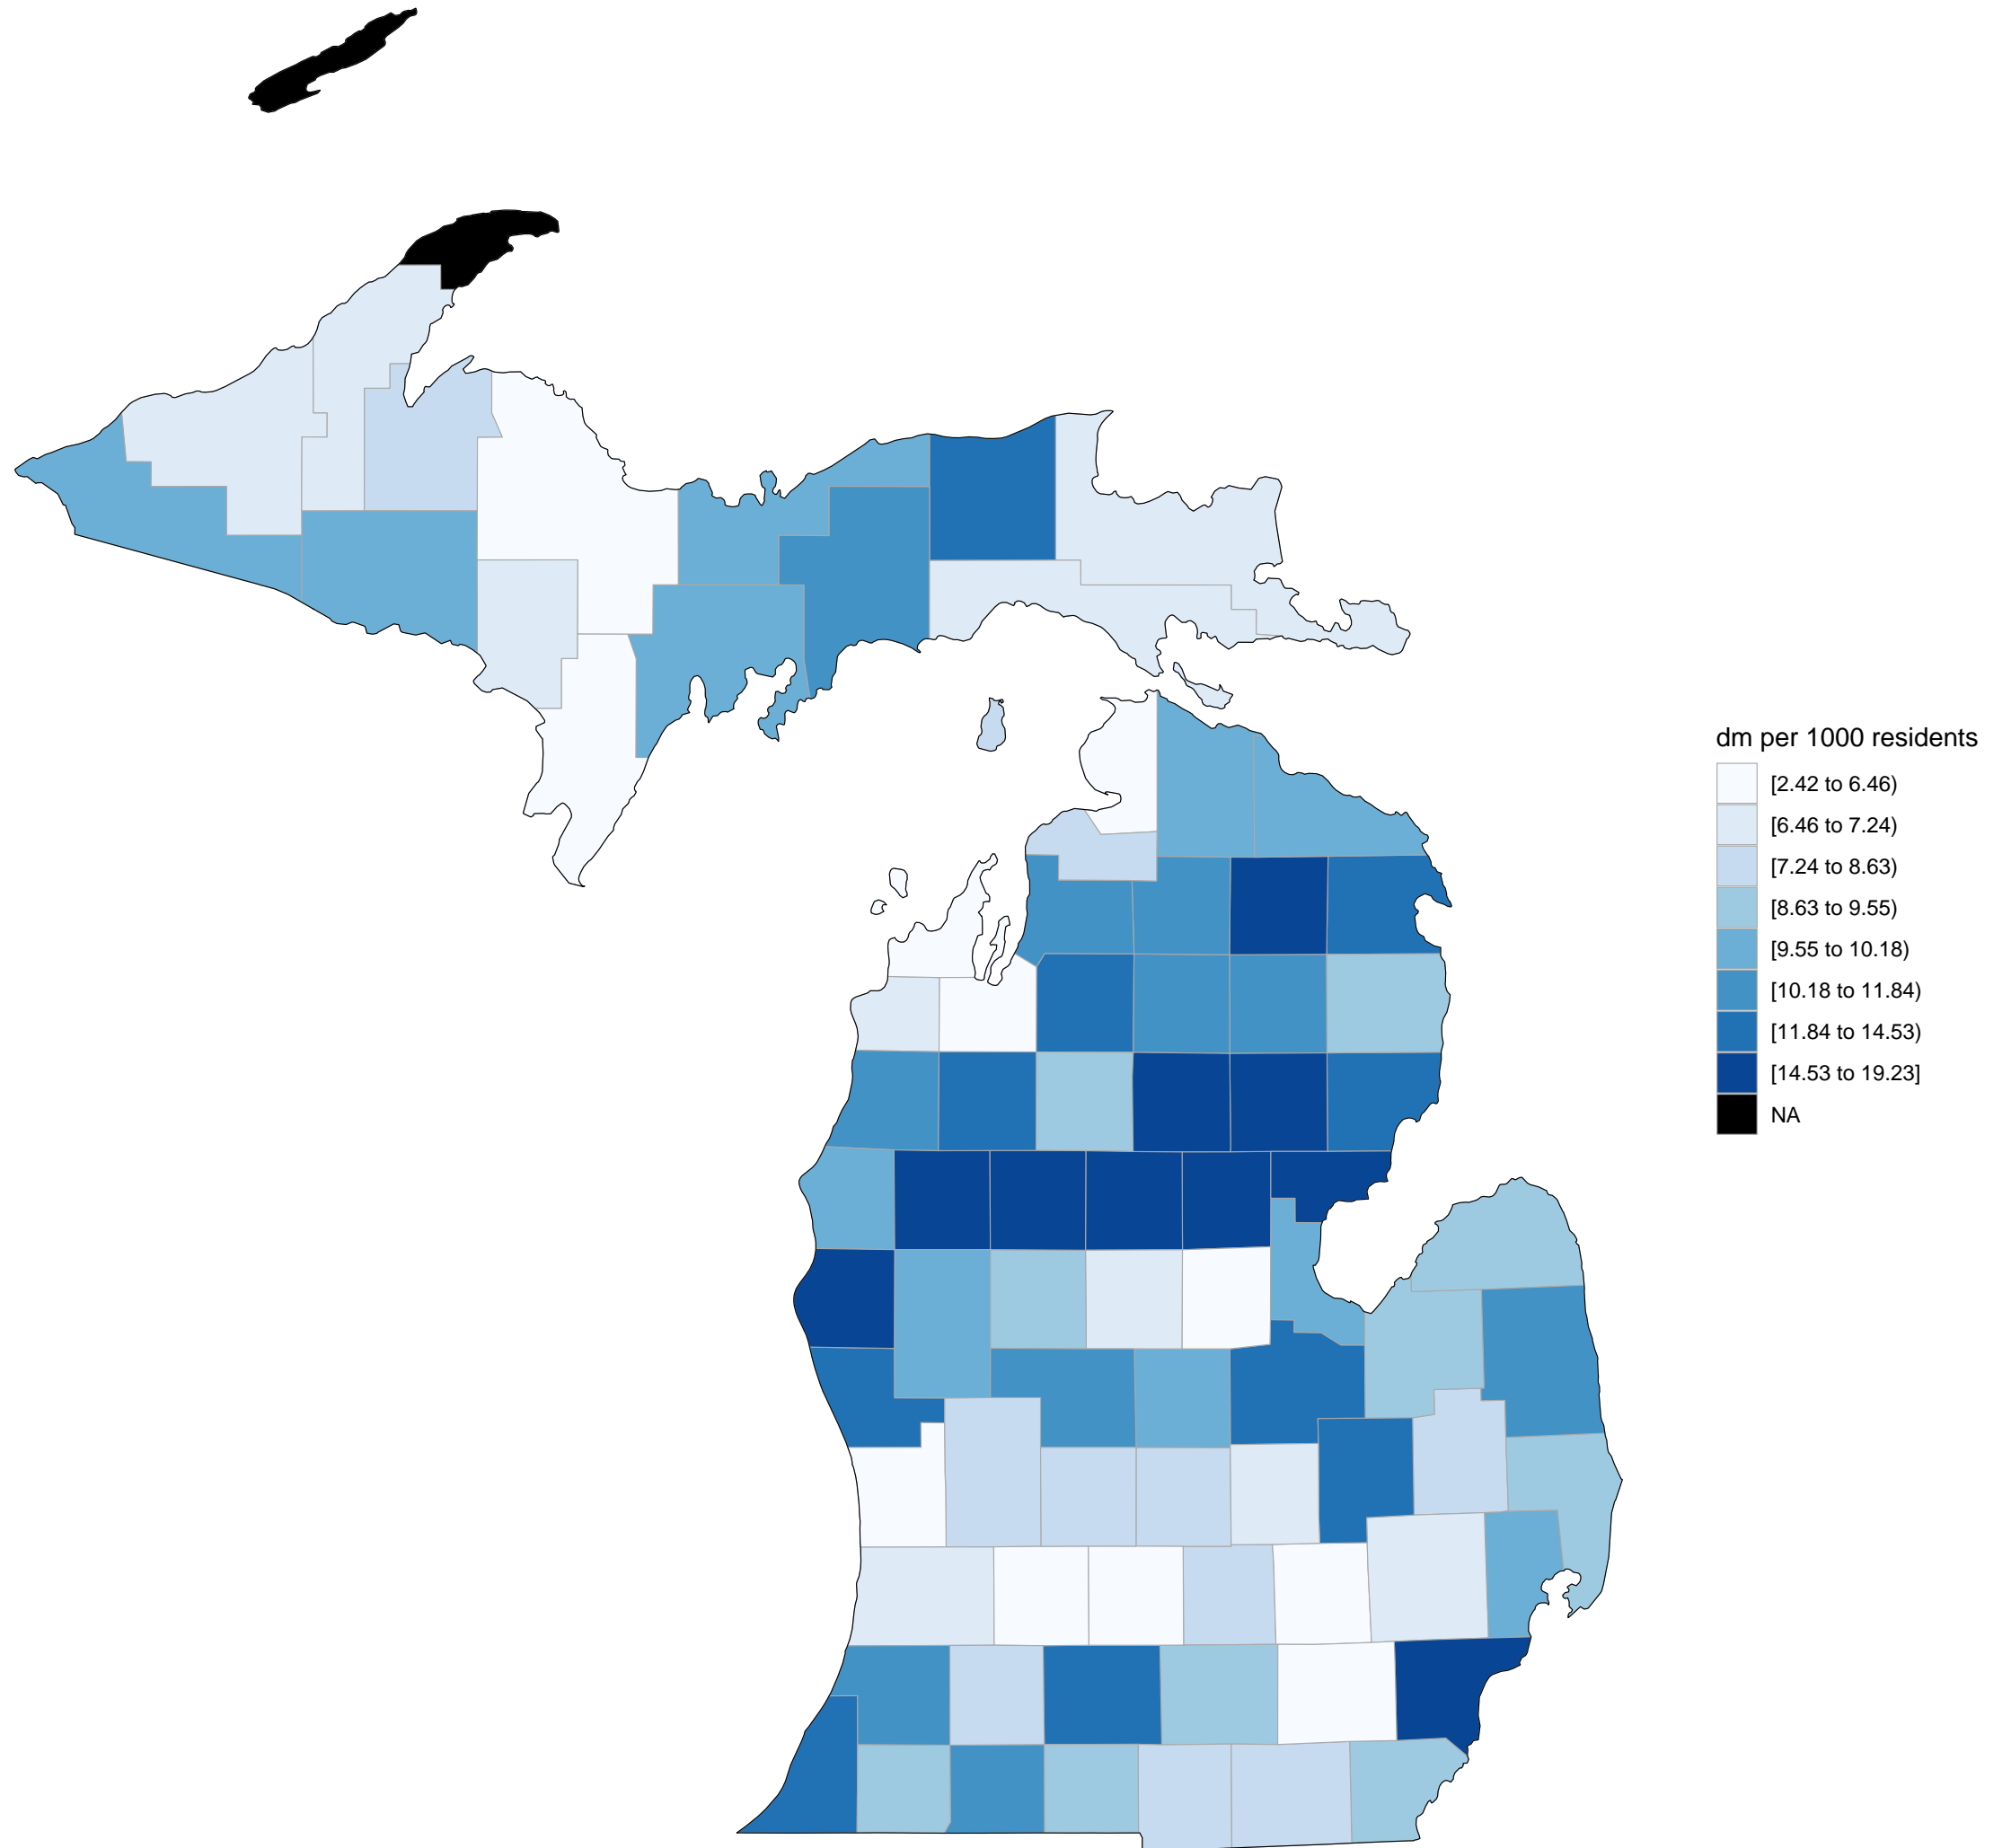 dm per 1000 residents
[2.42 to 6.46)
[6.46 to 7.24)
[7.24 to 8.63)
[8.63 to 9.55)
[9.55 to 10.18)
[10.18 to 11.84)
[11.84 to 14.53)
[14.53 to 19.23]
NA